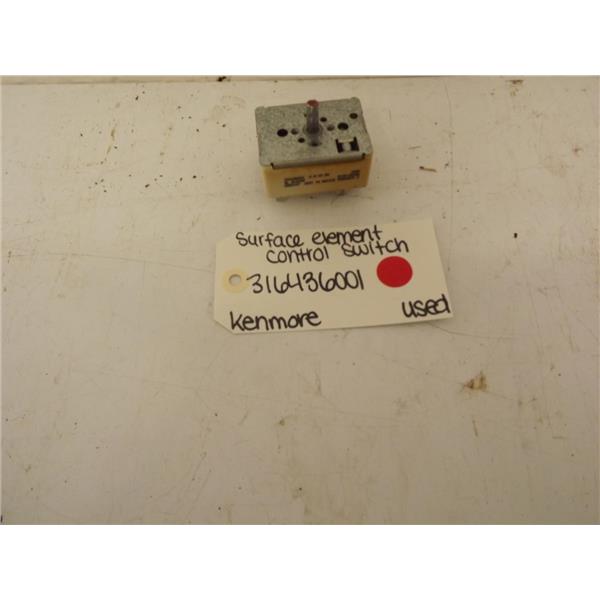 Surface element
control switch
316436001
Kenmore used